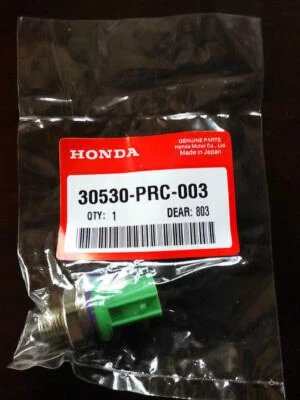 GENUINE PARTS
Honda Motor Co., Ltd.
Made in Japan
HONDA
30530-PRC-003
QTY: 1 DEAR: 803